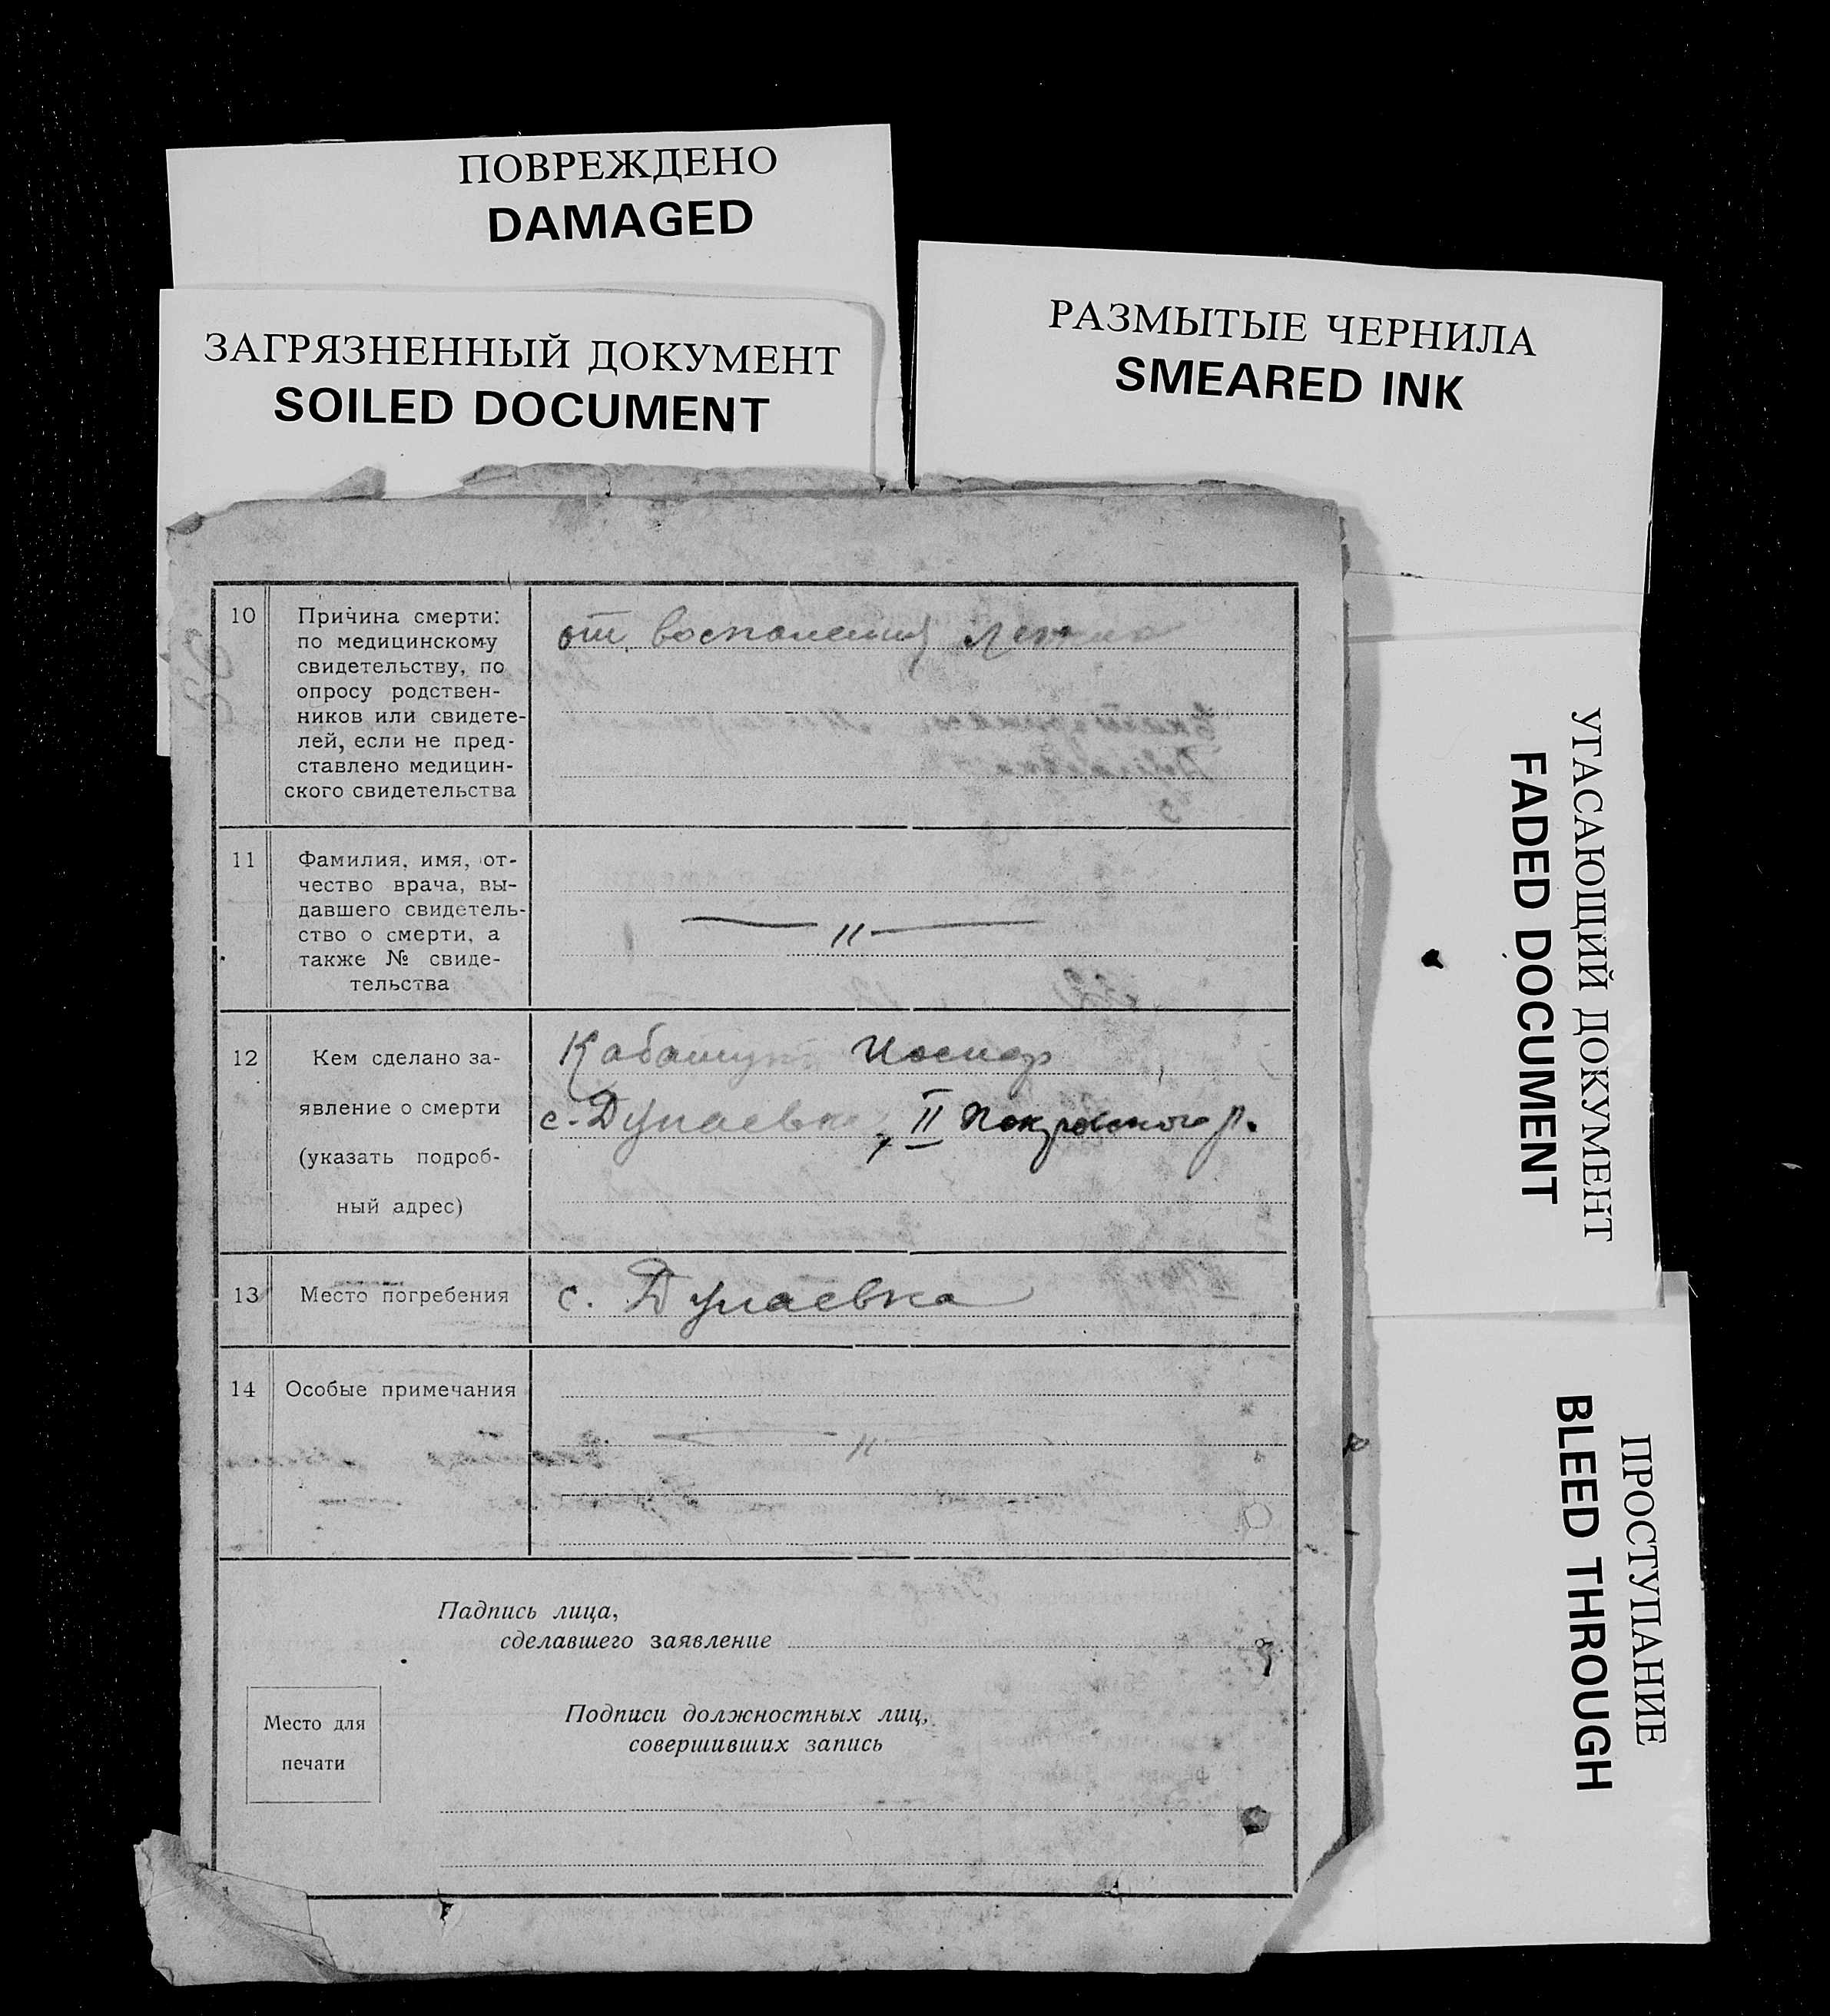 ПОВРЕЖДЕНО
DAMAGED
ЗАГРЯЗНЕННЫЙ ДОКУМЕНТ
SOILED DOCUMENT
РАЗМЫТЫЕ ЧЕРНИЛА
SMEARED INK
УГАСАЮЩИЙ ДОКУМЕНТ
FADED DOCUMENT
ПРОСТУПАНИЕ
BLEED THROUGH
10
Причина смерти:
по медицинскому
свидетельству, по
опросу родствен-
ников или свидете-
лей, если не пред-
ставлено медицин-
ского свидетельства
от воспаления
11
Фамилия, имя, от-
чество врача, вы-
давшего свидетель-
ство о смерти, а
также № свиде-
тельства
— „ —
12
Кем сделано за-
явление о смерти
(указать подроб-
ный адрес)
Иосиф
с. II Покровского р.
13
Место погребения
с.
14
Особые примечания
— „ —
Падпись лица,
сделавшего заявление
Место для
печати
Подписи должностных лиц,
совершивших запись